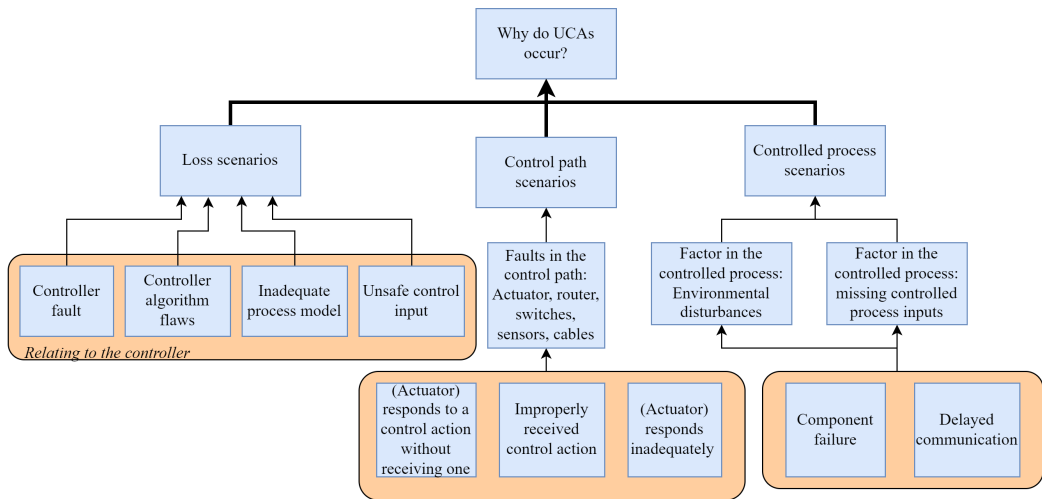 Why do UCAs
occur?
Loss scenarios
Control path
scenarios
Controlled process
scenarios
Controller
fault
Controller
algorithm
flaws
Inadequate
process model
Unsafe control
input
Relating to the controller
Faults in the
control path:
Actuator, router,
switches,
sensors, cables
Factor in the
controlled process:
Environmental
disturbances
Factor in the
controlled process:
missing controlled
process inputs
(Actuator)
responds to a
control action
without
receiving one
Improperly
received
control action
(Actuator)
responds
inadequately
Component
failure
Delayed
communication